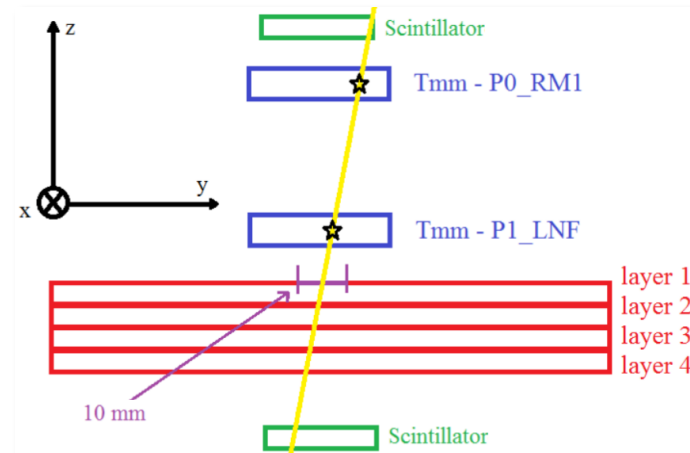 z
Scintillator
Tmm - P0_RM1
x
y
Tmm - P1_LNF
layer 1
layer 2
layer 3
layer 4
10 mm
Scintillator